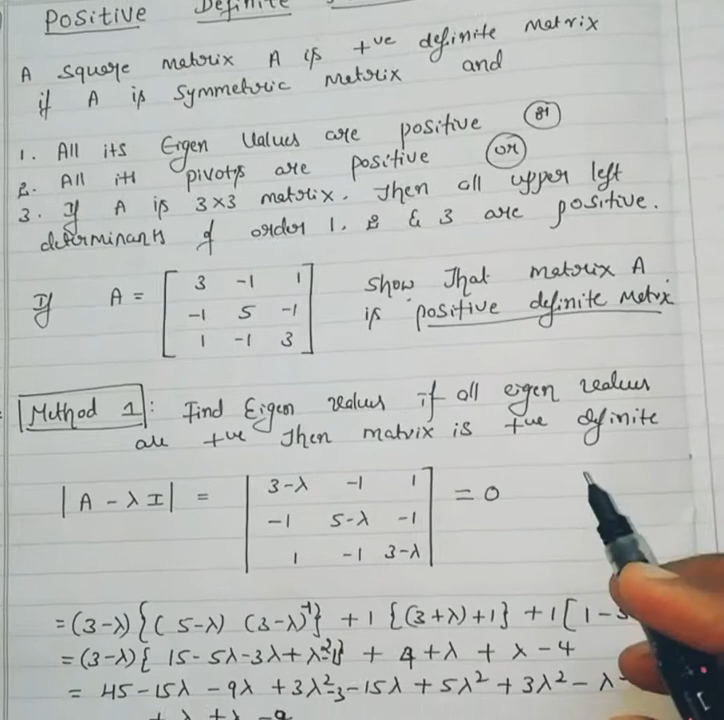 Positive Definite
A square matrix A is +ve definite matrix
if A is symmetric matrix and
1. All its Eigen Values are positive (or)
2. All its pivots are positive (or)
3. If A is 3×3 matrix. Then all upper left
determinants of order 1, 2 & 3 are positive.
If A = [ 3 -1 1 show That matrix A
-1 5 -1 is positive definite Metrix
1 -1 3 ]
Method 1 : Find Eigen values if all eigen values
are +ve Then matrix is +ve definite
|A - λI| = | 3-λ -1 1 | = 0
-1 5-λ -1
1 -1 3-λ
= (3-λ){(5-λ) (3-λ)-1} + 1{(3+λ)+1} + 1[1-5
= (3-λ){ 15-5λ-3λ+λ²-1} + 4+λ + λ-4
= 45-15λ-9λ+3λ²-3-15λ+5λ²+3λ²-λ
+λ+λ